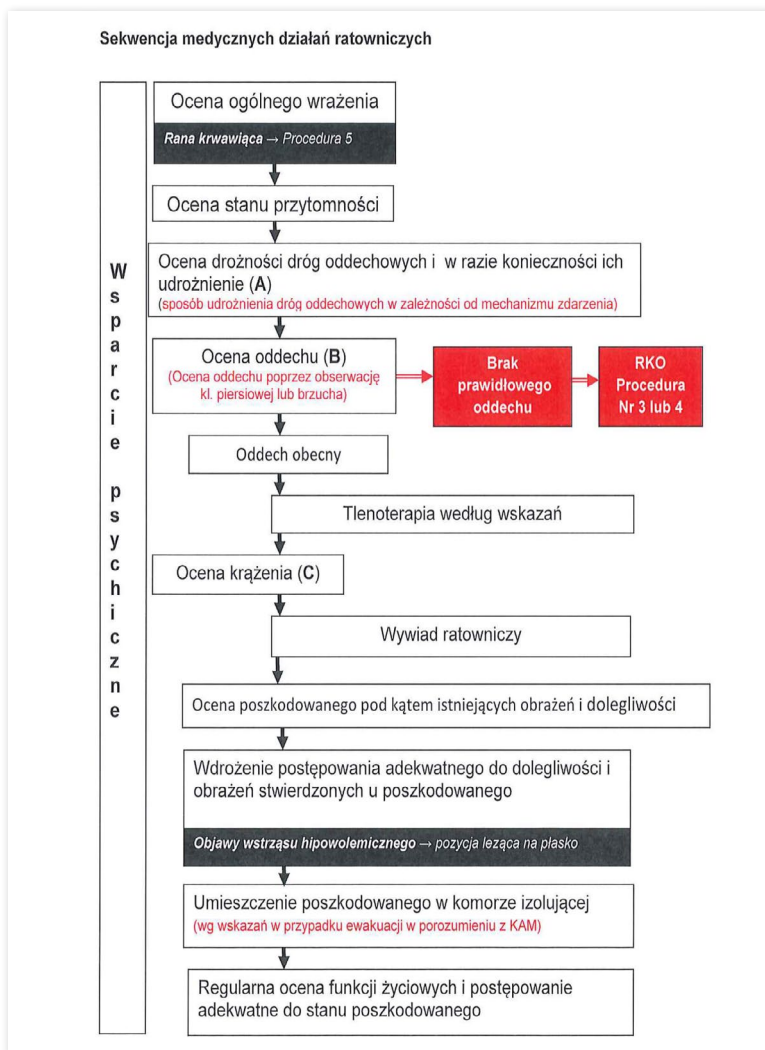 Sekwencja medycznych działań ratowniczych
Wsparcie psychiczne
Ocena ogólnego wrażenia
Rana krwawiąca → Procedura 5
Ocena stanu przytomności
Ocena drożności dróg oddechowych i w razie konieczności ich
udrożnienie (A)
(sposób udrożnienia dróg oddechowych w zależności od mechanizmu zdarzenia)
Ocena oddechu (B)
(Ocena oddechu poprzez obserwację
kl. piersiowej lub brzucha)
Brak
prawidłowego
oddechu
RKO
Procedura
Nr 3 lub 4
Oddech obecny
Tlenoterapia według wskazań
Ocena krążenia (C)
Wywiad ratowniczy
Ocena poszkodowanego pod kątem istniejących obrażeń i dolegliwości
Wdrożenie postępowania adekwatnego do dolegliwości i
obrażeń stwierdzonych u poszkodowanego
Objawy wstrząsu hipowolemicznego → pozycja leząca na płasko
Umieszczenie poszkodowanego w komorze izolującej
(wg wskazań w przypadku ewakuacji w porozumieniu z KAM)
Regularna ocena funkcji życiowych i postępowanie
adekwatne do stanu poszkodowanego